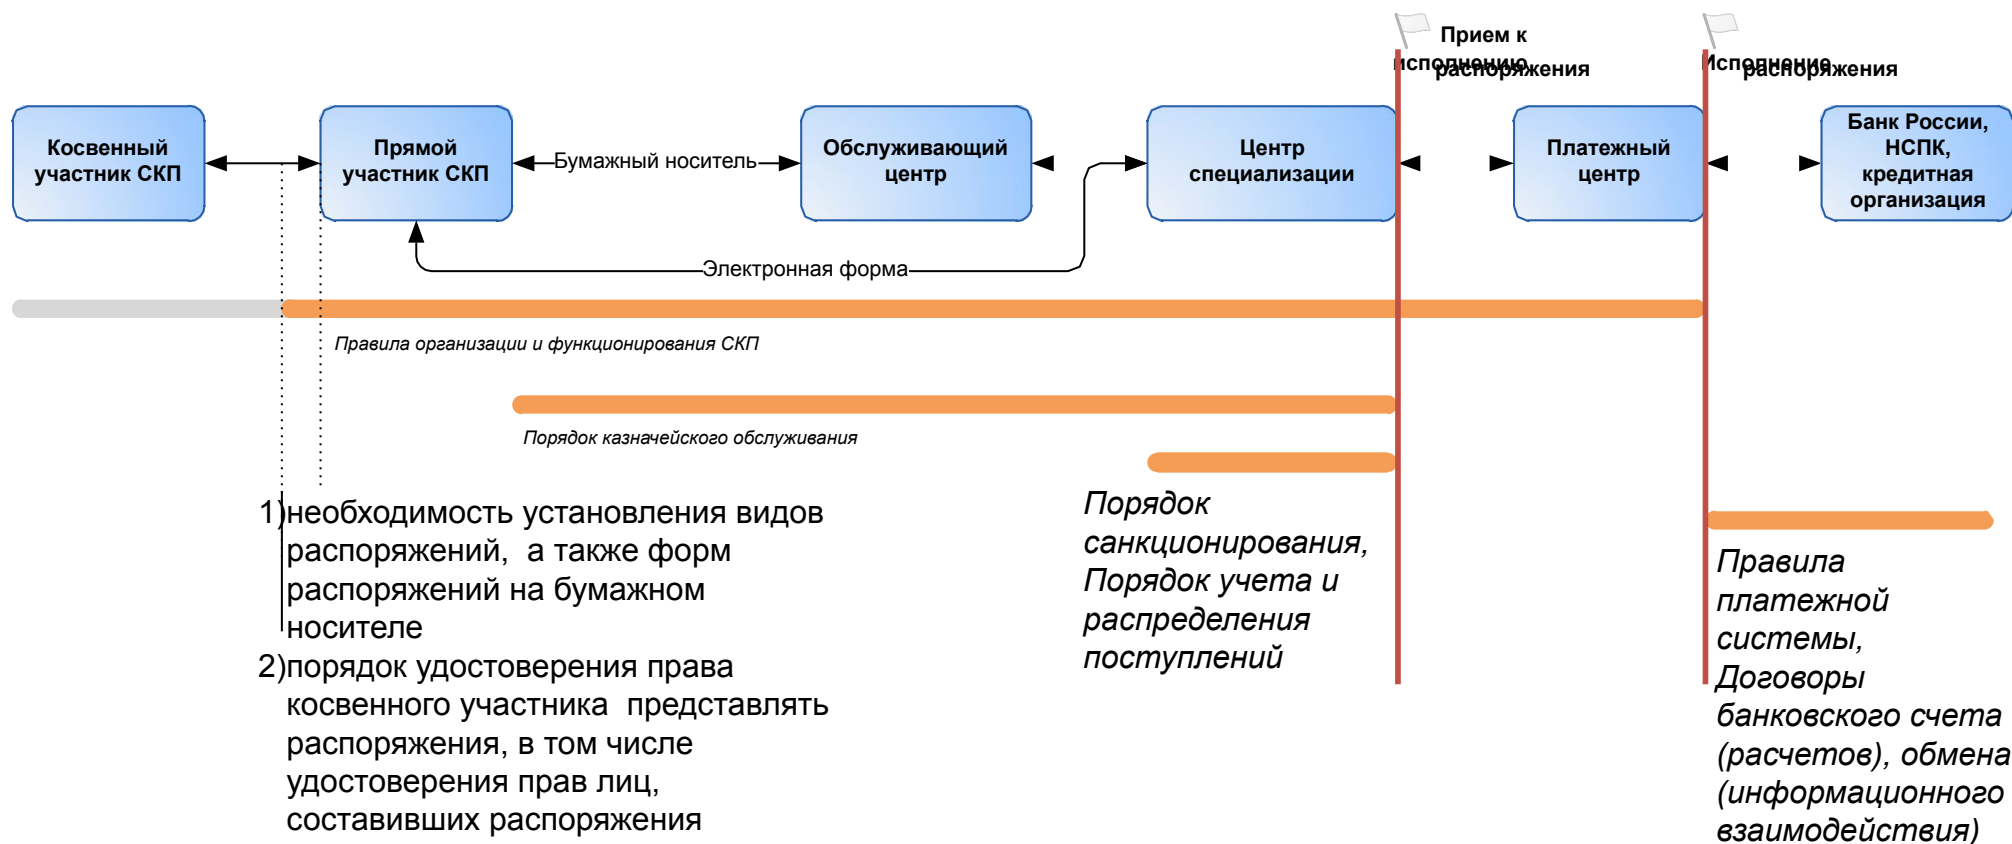 Прием к
исполнению
распоряжения
Исполнение
распоряжения
Косвенный
участник СКП
Прямой
участник СКП
Бумажный носитель
Обслуживающий
центр
Центр
специализации
Платежный
центр
Банк России,
НСПК,
кредитная
организация
Электронная форма
Правила организации и функционирования СКП
Порядок казначейского обслуживания
1)необходимость установления видов
распоряжений, а также форм
распоряжений на бумажном
носителе
2)порядок удостоверения права
косвенного участника представлять
распоряжения, в том числе
удостоверения прав лиц,
составивших распоряжения
Порядок
санкционирования,
Порядок учета и
распределения
поступлений
Правила
платежной
системы,
Договоры
банковского счета
(расчетов), обмена
(информационного
взаимодействия)